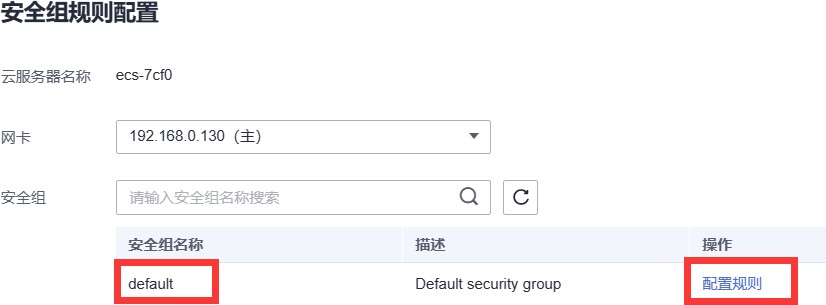 安全组规则配置
云服务器名称 ecs-7cf0
网卡 192.168.0.130（主）
安全组 请输入安全组名称搜索
安全组名称 描述 操作
default Default security group 配置规则